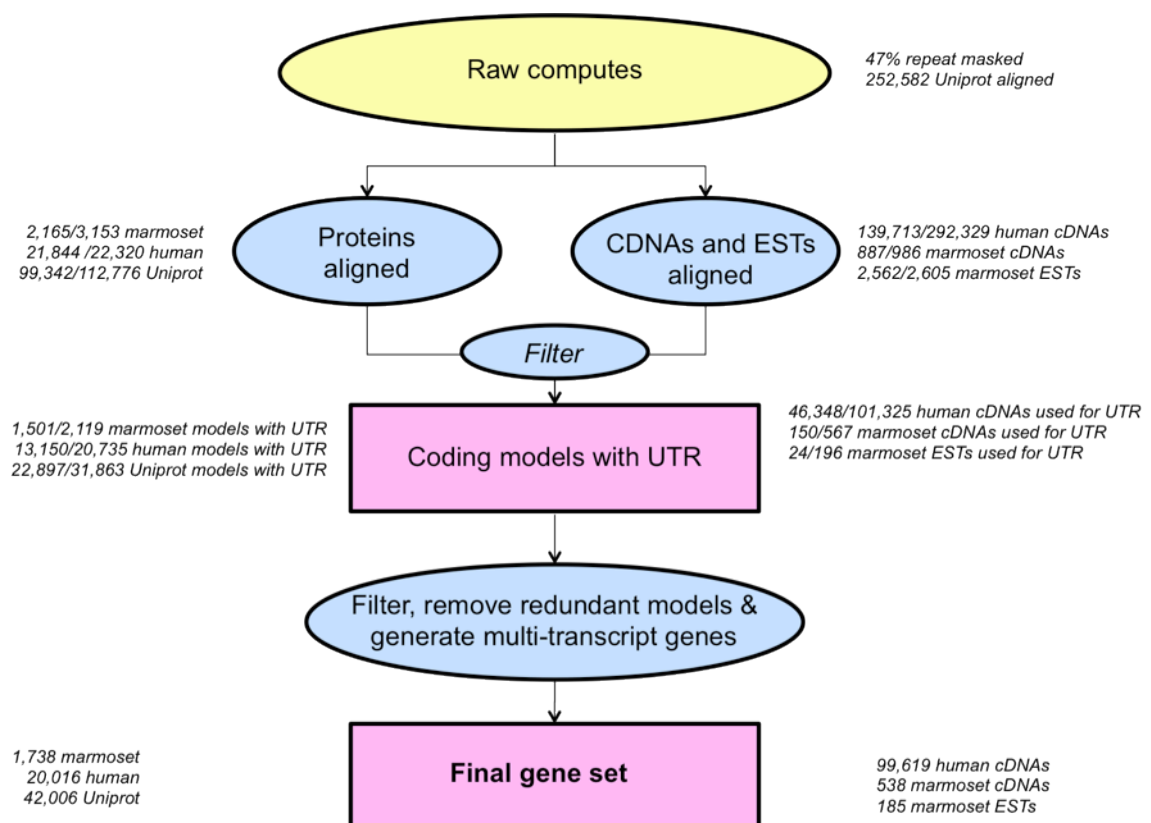 Raw computes
47% repeat masked
252,582 Uniprot aligned
2,165/3,153 marmoset
21,844 /22,320 human
99,342/112,776 Uniprot
Proteins
aligned
CDNAs and ESTs
aligned
139,713/292,329 human cDNAs
887/986 marmoset cDNAs
2,562/2,605 marmoset ESTs
Filter
1,501/2,119 marmoset models with UTR
13,150/20,735 human models with UTR
22,897/31,863 Uniprot models with UTR
Coding models with UTR
46,348/101,325 human cDNAs used for UTR
150/567 marmoset cDNAs used for UTR
24/196 marmoset ESTs used for UTR
Filter, remove redundant models &
generate multi-transcript genes
1,738 marmoset
20,016 human
42,006 Uniprot
Final gene set
99,619 human cDNAs
538 marmoset cDNAs
185 marmoset ESTs